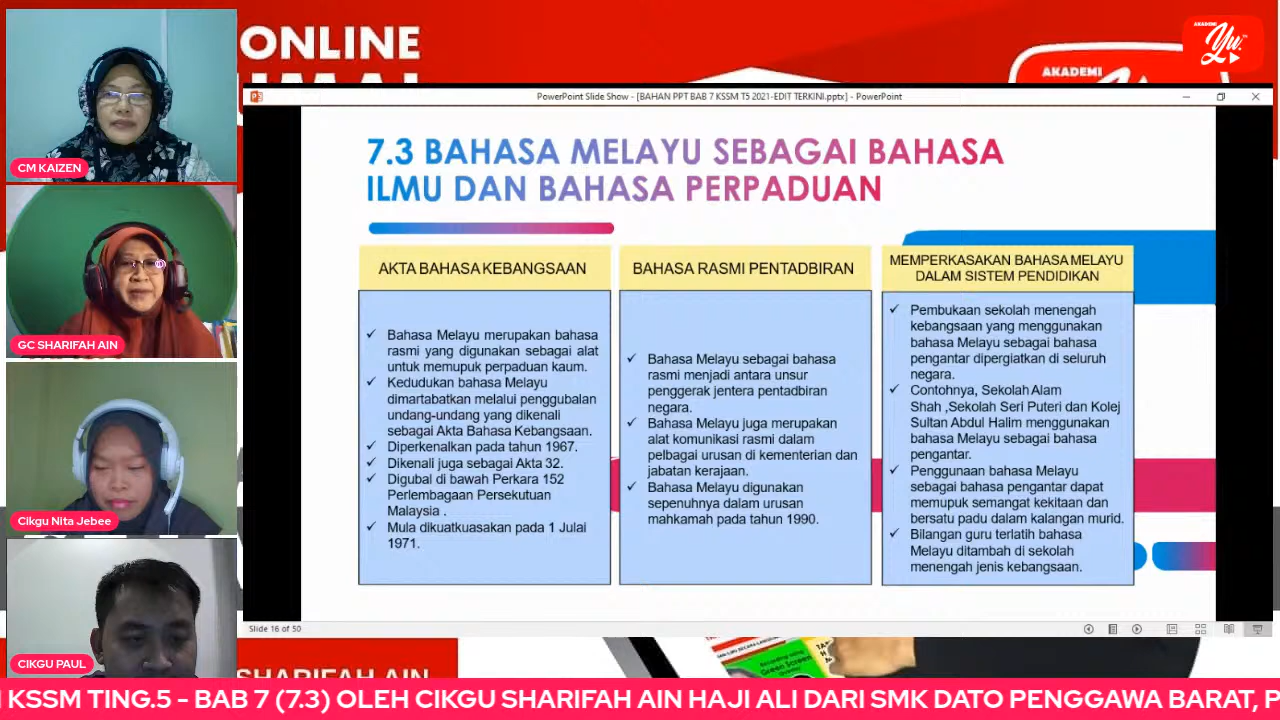 ONLINE
AKADEMI
Yu
AKADEMI
CM KAIZEN
GC SHARIFAH AIN
Cikgu Nita Jebee
CIKGU PAUL
PowerPoint Slide Show - [BAHAN PPT BAB 7 KSSM T5 2021-EDIT TERKINI.pptx] - PowerPoint
7.3 BAHASA MELAYU SEBAGAI BAHASA
ILMU DAN BAHASA PERPADUAN
AKTA BAHASA KEBANGSAAN
✓ Bahasa Melayu merupakan bahasa
rasmi yang digunakan sebagai alat
untuk memupuk perpaduan kaum.
✓ Kedudukan bahasa Melayu
dimartabatkan melalui penggubalan
undang-undang yang dikenali
sebagai Akta Bahasa Kebangsaan.
✓ Diperkenalkan pada tahun 1967.
✓ Dikenali juga sebagai Akta 32.
✓ Digubal di bawah Perkara 152
Perlembagaan Persekutuan
Malaysia .
✓ Mula dikuatkuasakan pada 1 Julai
1971.
BAHASA RASMI PENTADBIRAN
✓ Bahasa Melayu sebagai bahasa
rasmi menjadi antara unsur
penggerak jentera pentadbiran
negara.
✓ Bahasa Melayu juga merupakan
alat komunikasi rasmi dalam
pelbagai urusan di kementerian dan
jabatan kerajaan.
✓ Bahasa Melayu digunakan
sepenuhnya dalam urusan
mahkamah pada tahun 1990.
MEMPERKASAKAN BAHASA MELAYU
DALAM SISTEM PENDIDIKAN
✓ Pembukaan sekolah menengah
kebangsaan yang menggunakan
bahasa Melayu sebagai bahasa
pengantar dipergiatkan di seluruh
negara.
✓ Contohnya, Sekolah Alam
Shah ,Sekolah Seri Puteri dan Kolej
Sultan Abdul Halim menggunakan
bahasa Melayu sebagai bahasa
pengantar.
✓ Penggunaan bahasa Melayu
sebagai bahasa pengantar dapat
memupuk semangat kekitaan dan
bersatu padu dalam kalangan murid.
✓ Bilangan guru terlatih bahasa
Melayu ditambah di sekolah
menengah jenis kebangsaan.
Slide 16 of 50
Green Screen
SHARIFAH AIN
KSSM TING.5 - BAB 7 (7.3) OLEH CIKGU SHARIFAH AIN HAJI ALI DARI SMK DATO PENGGAWA BARAT, P